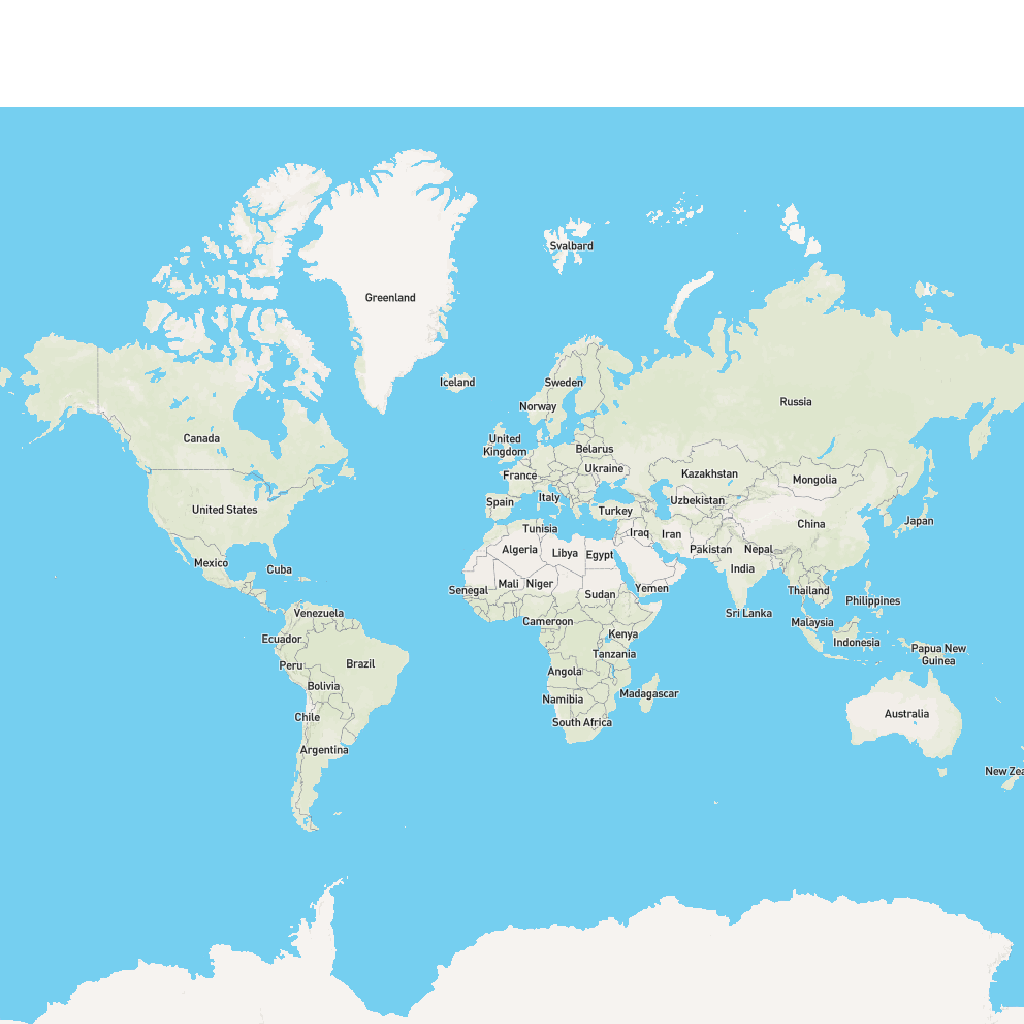 Svalbard
Greenland
Iceland
Sweden
Russia
Norway
Canada
United
Kingdom
Belarus
Ukraine
France
Kazakhstan
Mongolia
Italy
Spain
Uzbekistan
United States
Turkey
Japan
China
Tunisia
Iraq
Iran
Algeria
Libya
Egypt
Pakistan
Nepal
Mexico
Cuba
India
Senegal
Mali
Niger
Yemen
Thailand
Sudan
Philippines
Venezuela
Cameroon
Sri Lanka
Malaysia
Ecuador
Kenya
Indonesia
Papua New
Guinea
Tanzania
Peru
Brazil
Angola
Bolivia
Madagascar
Namibia
Chile
South Africa
Australia
Argentina
New Zea